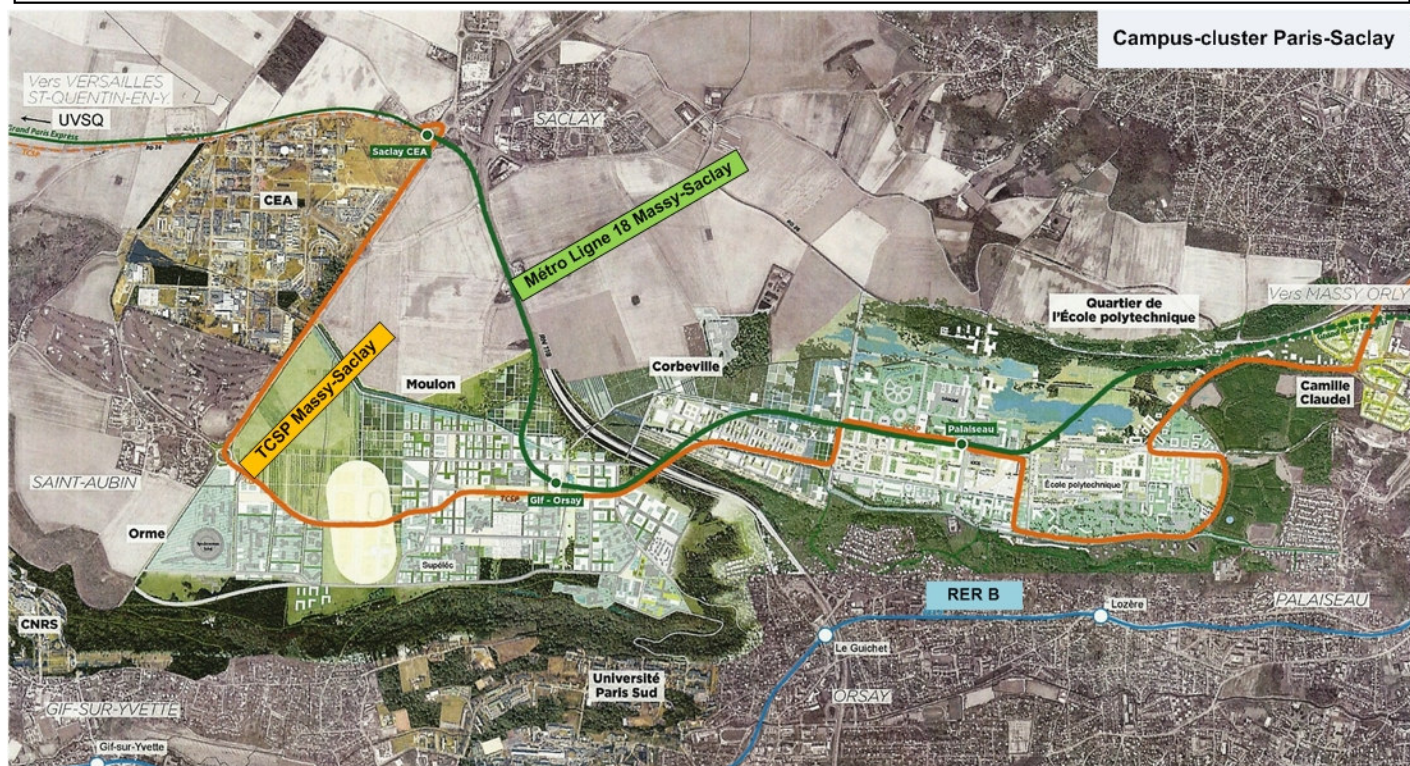 Campus-cluster Paris-Saclay
Vers VERSAILLES
ST-QUENTIN-EN-Y.
UVSQ
Grand Paris Express
TCSP
SACLAY
Saclay CEA
CEA
Métro Ligne 18 Massy-Saclay
Quartier de
l'École polytechnique
Vers MASSY ORLY
TCSP Massy-Saclay
Moulon
Corbeville
RN 118
Camille
Claudel
Palaiseau
SAINT-AUBIN
École polytechnique
TCSP
Gif - Orsay
Orme
Supélec
RER B
CNRS
Lozère
PALAISEAU
Le Guichet
Université
Paris Sud
ORSAY
GIF-SUR-YVETTE
Gif-sur-Yvette